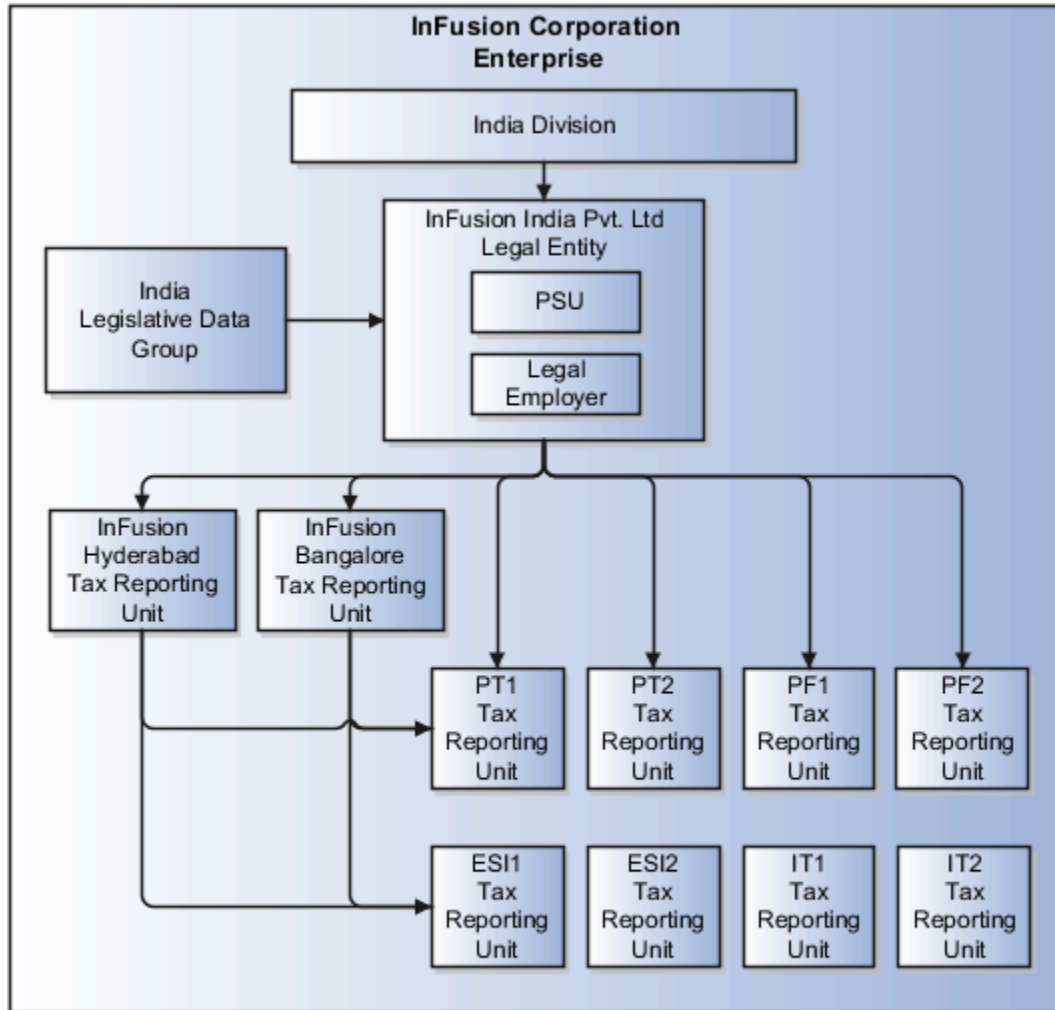 InFusion Corporation
Enterprise
India Division
InFusion India Pvt. Ltd
Legal Entity
PSU
Legal
Employer
India
Legislative Data
Group
InFusion
Hyderabad
Tax Reporting
Unit
InFusion
Bangalore
Tax Reporting
Unit
PT1
Tax
Reporting
Unit
PT2
Tax
Reporting
Unit
PF1
Tax
Reporting
Unit
PF2
Tax
Reporting
Unit
ESI1
Tax
Reporting
Unit
ESI2
Tax
Reporting
Unit
IT1
Tax
Reporting
Unit
IT2
Tax
Reporting
Unit